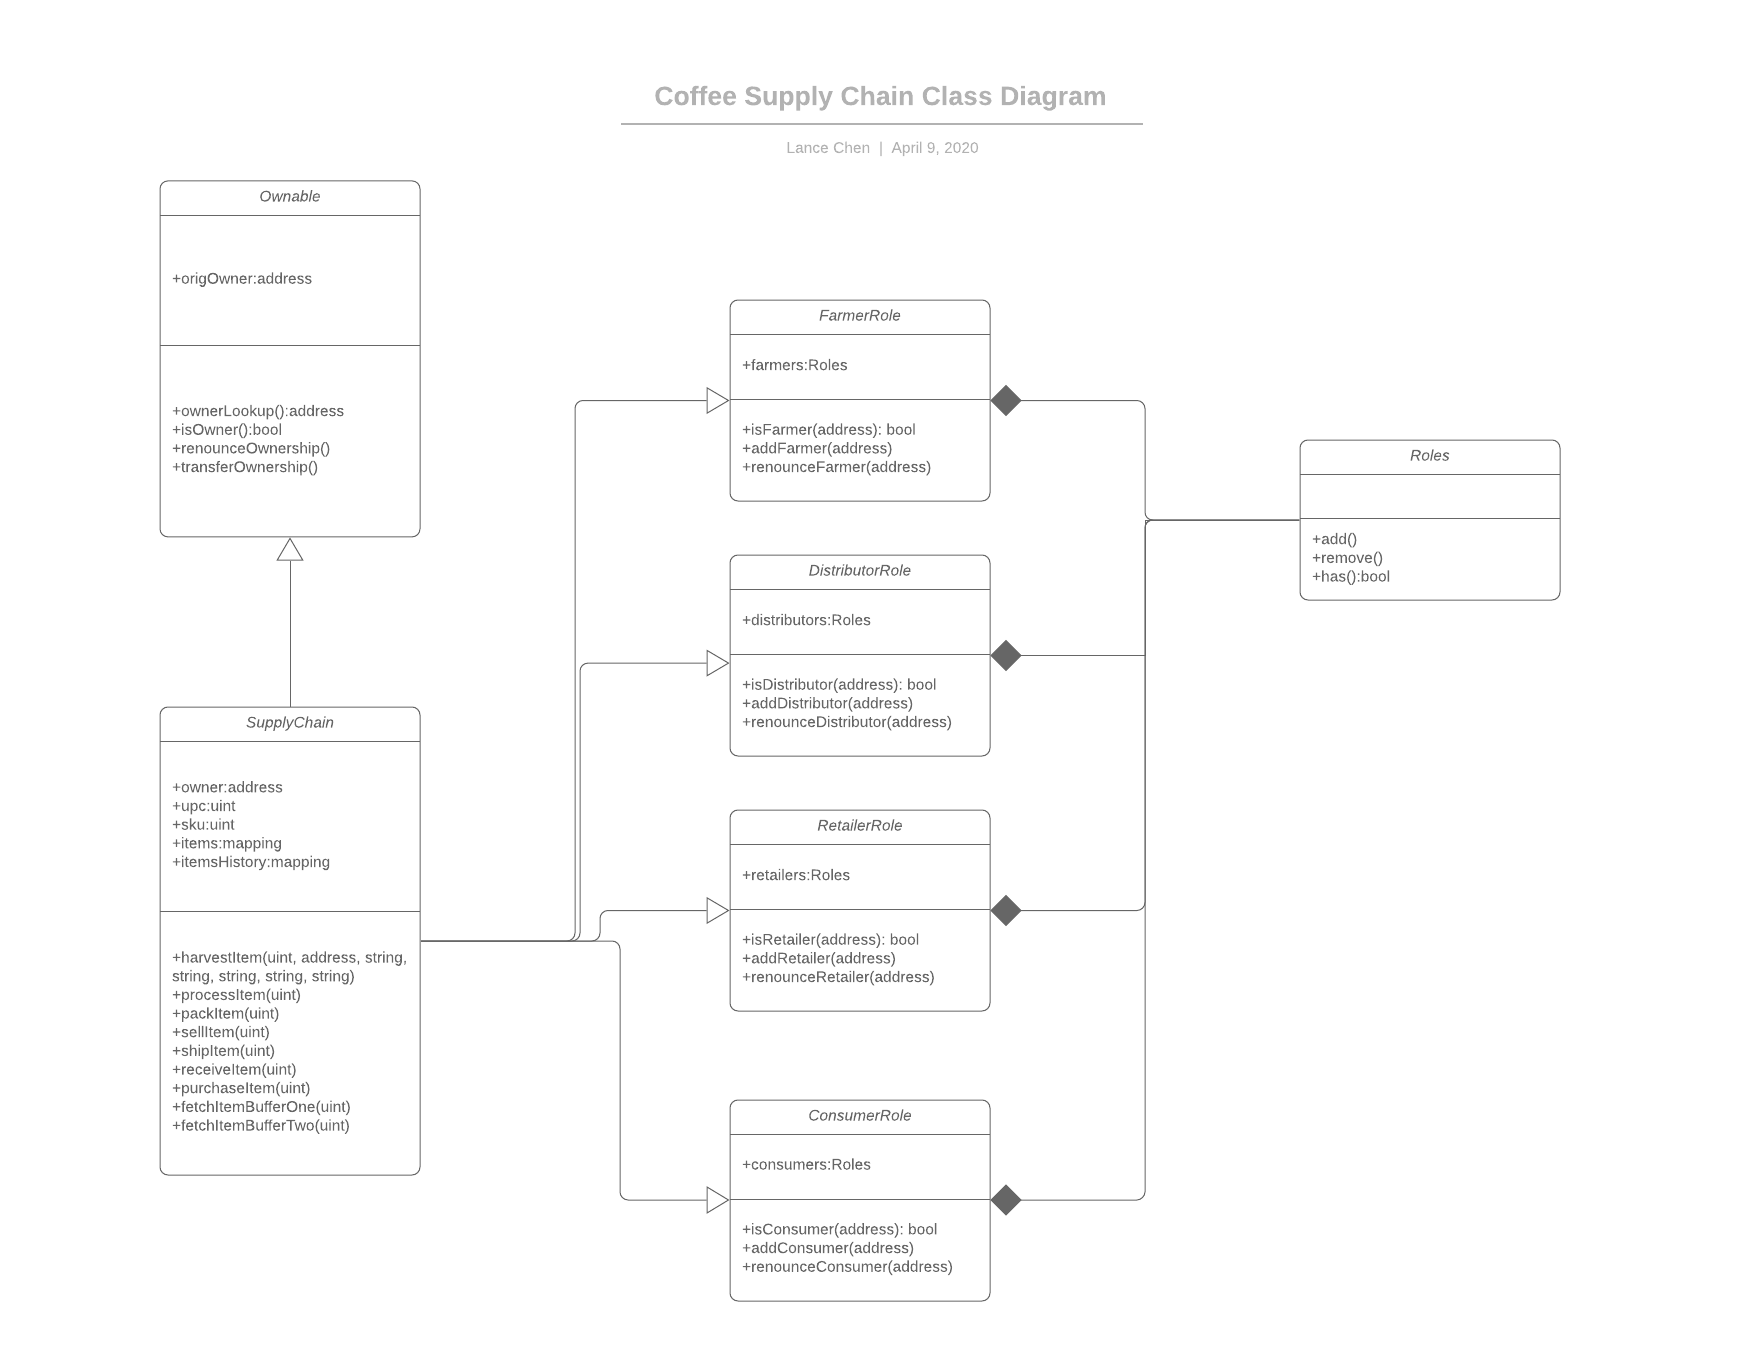 Coffee Supply Chain Class Diagram
Lance Chen | April 9, 2020
Ownable
+origOwner:address
+ownerLookup():address
+isOwner():bool
+renounceOwnership()
+transferOwnership()
SupplyChain
+owner:address
+upc:uint
+sku:uint
+items:mapping
+itemsHistory:mapping
+harvestItem(uint, address, string,
string, string, string, string)
+processItem(uint)
+packItem(uint)
+sellItem(uint)
+shipItem(uint)
+receiveItem(uint)
+purchaseItem(uint)
+fetchItemBufferOne(uint)
+fetchItemBufferTwo(uint)
FarmerRole
+farmers:Roles
+isFarmer(address): bool
+addFarmer(address)
+renounceFarmer(address)
DistributorRole
+distributors:Roles
+isDistributor(address): bool
+addDistributor(address)
+renounceDistributor(address)
RetailerRole
+retailers:Roles
+isRetailer(address): bool
+addRetailer(address)
+renounceRetailer(address)
ConsumerRole
+consumers:Roles
+isConsumer(address): bool
+addConsumer(address)
+renounceConsumer(address)
Roles
+add()
+remove()
+has():bool